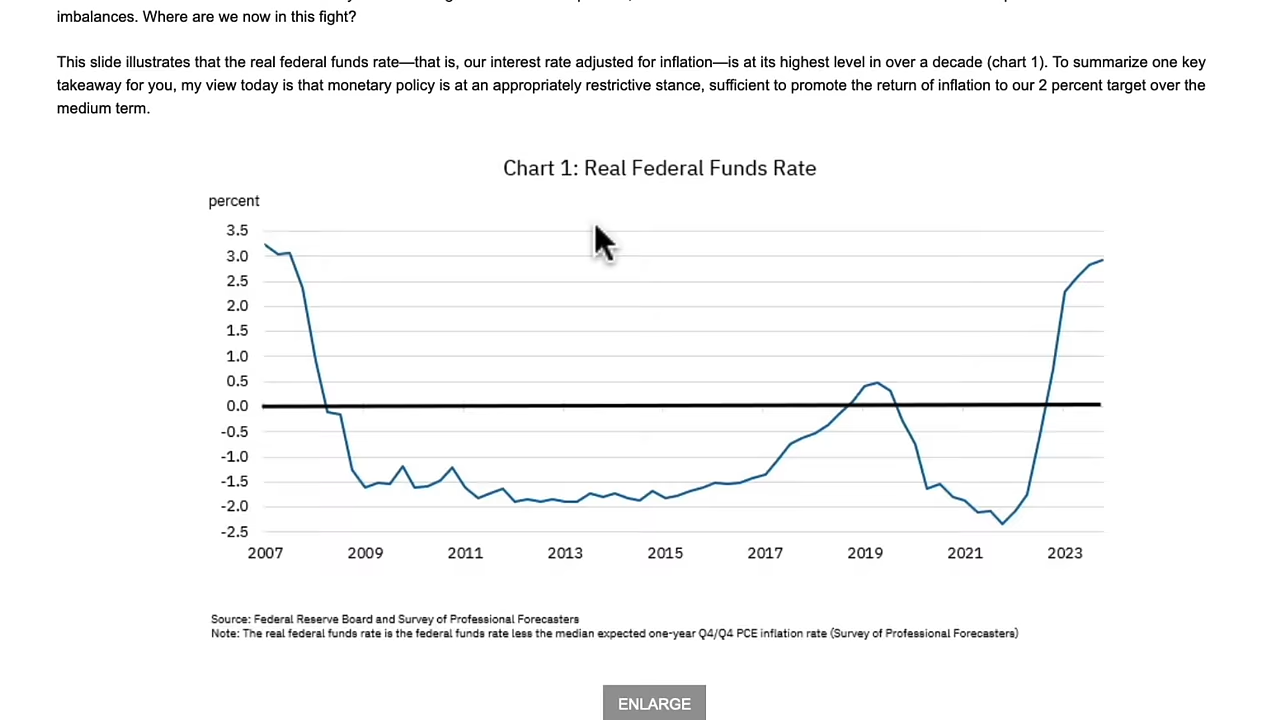 imbalances. Where are we now in this fight?
This slide illustrates that the real federal funds rate—that is, our interest rate adjusted for inflation—is at its highest level in over a decade (chart 1). To summarize one key
takeaway for you, my view today is that monetary policy is at an appropriately restrictive stance, sufficient to promote the return of inflation to our 2 percent target over the
medium term.
Chart 1: Real Federal Funds Rate
percent
3.5
3.0
2.5
2.0
1.5
1.0
0.5
0.0
-0.5
-1.0
-1.5
-2.0
-2.5
2007 2009 2011 2013 2015 2017 2019 2021 2023
Source: Federal Reserve Board and Survey of Professional Forecasters
Note: The real federal funds rate is the federal funds rate less the median expected one-year Q4/Q4 PCE inflation rate (Survey of Professional Forecasters)
ENLARGE